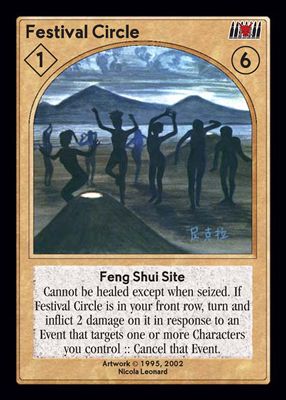 Festival Circle
1
6
Feng Shui Site
Cannot be healed except when seized. If
Festival Circle is in your front row, turn and
inflict 2 damage on it in response to an
Event that targets one or more Characters
you control :: Cancel that Event.
Artwork © 1995, 2002
Nicola Leonard